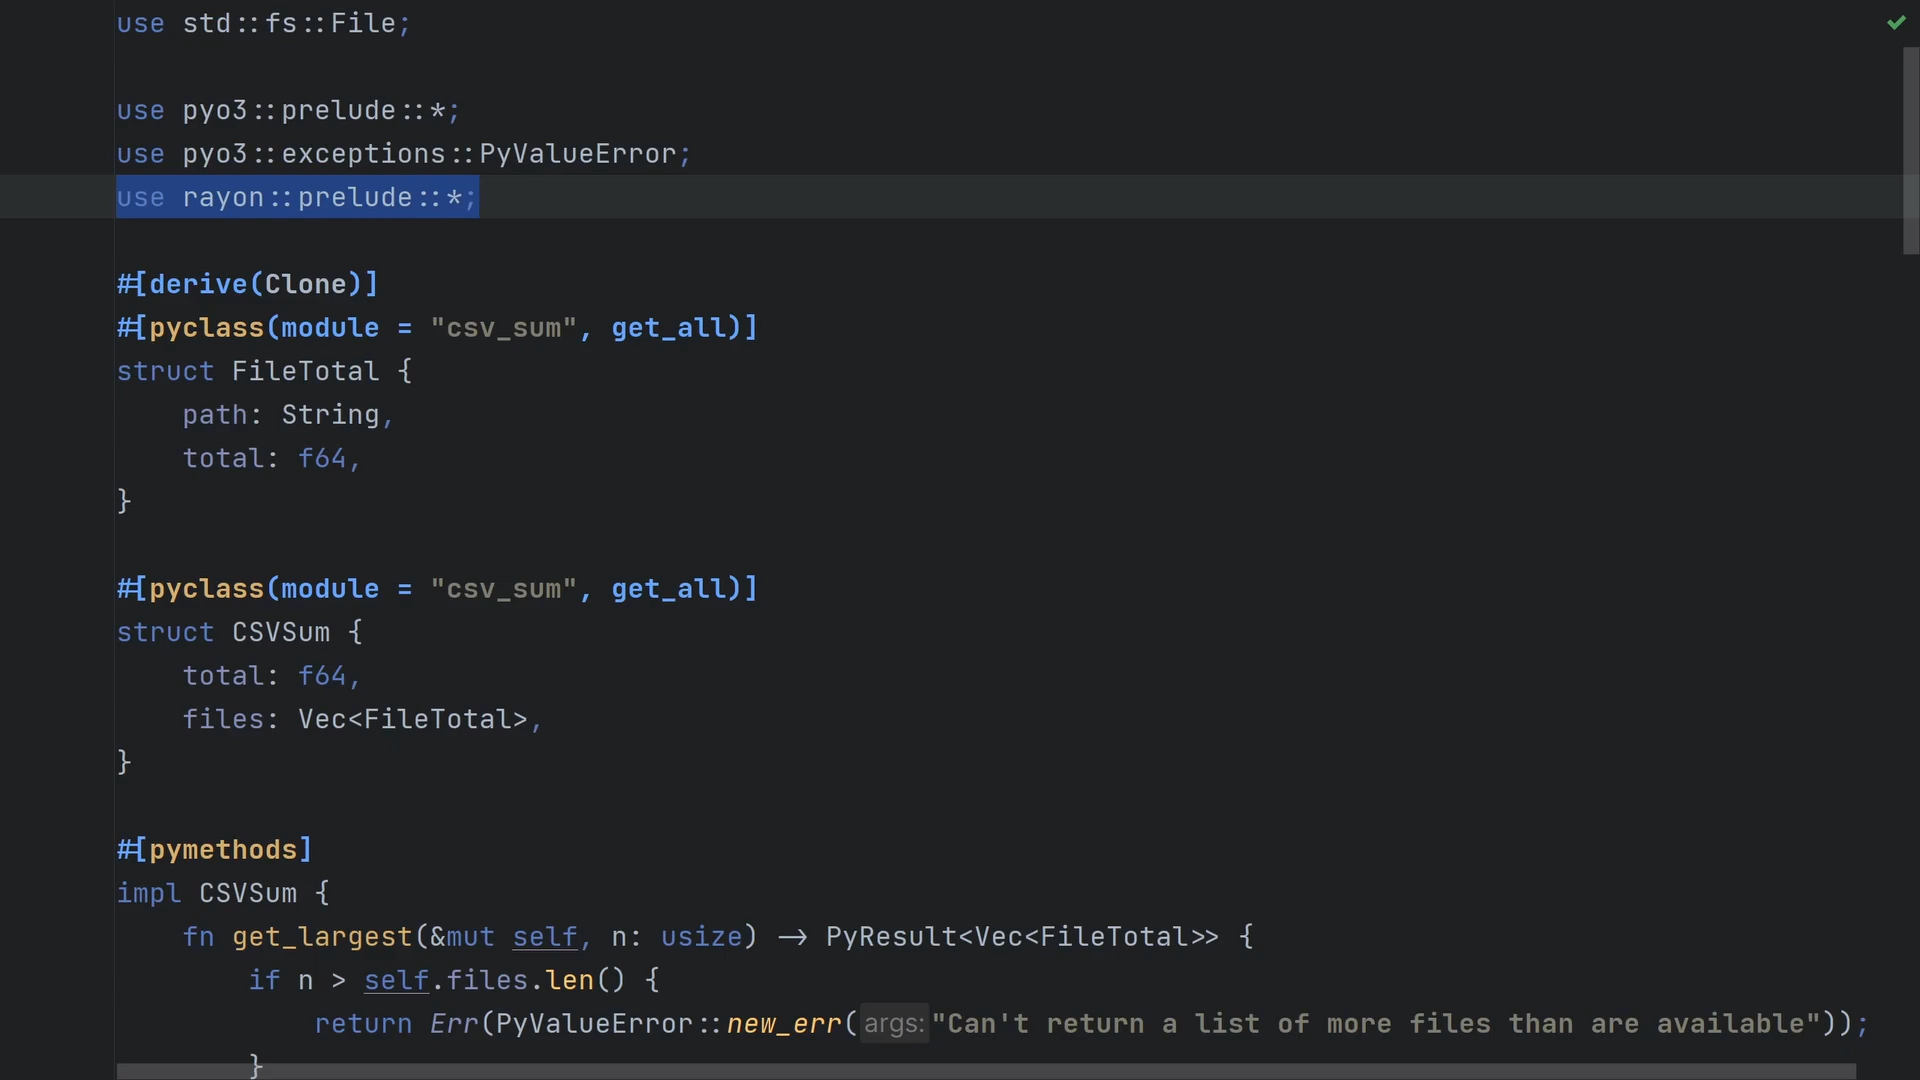 use std::fs::File;
use pyo3::prelude::*;
use pyo3::exceptions::PyValueError;
use rayon::prelude::*;
#[derive(Clone)]
#[pyclass(module = "csv_sum", get_all)]
struct FileTotal {
    path: String,
    total: f64,
}
#[pyclass(module = "csv_sum", get_all)]
struct CSVSum {
    total: f64,
    files: Vec<FileTotal>,
}
#[pymethods]
impl CSVSum {
    fn get_largest(&mut self, n: usize) -> PyResult<Vec<FileTotal>> {
        if n > self.files.len() {
            return Err(PyValueError::new_err( args: "Can't return a list of more files than are available"));
        }